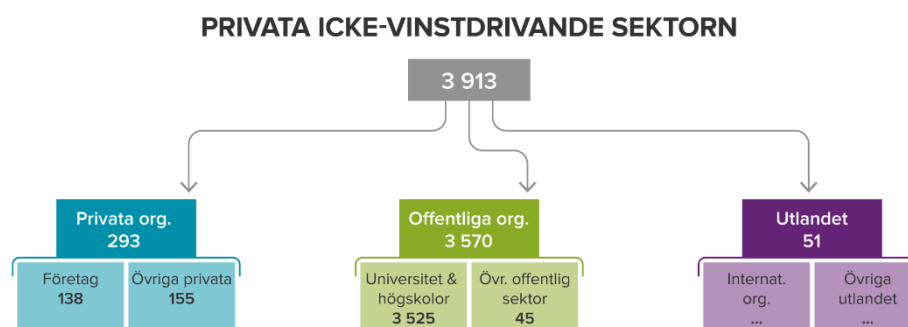 PRIVATA ICKE-VINSTDRIVANDE SEKTORN
3 913
Privata org.
293
Offentliga org.
3 570
Utlandet
51
Företag
138
Övriga privata
155
Universitet &
högskolor
3 525
Övr. offentlig
sektor
45
Internat.
org.
...
Övriga
utlandet
...